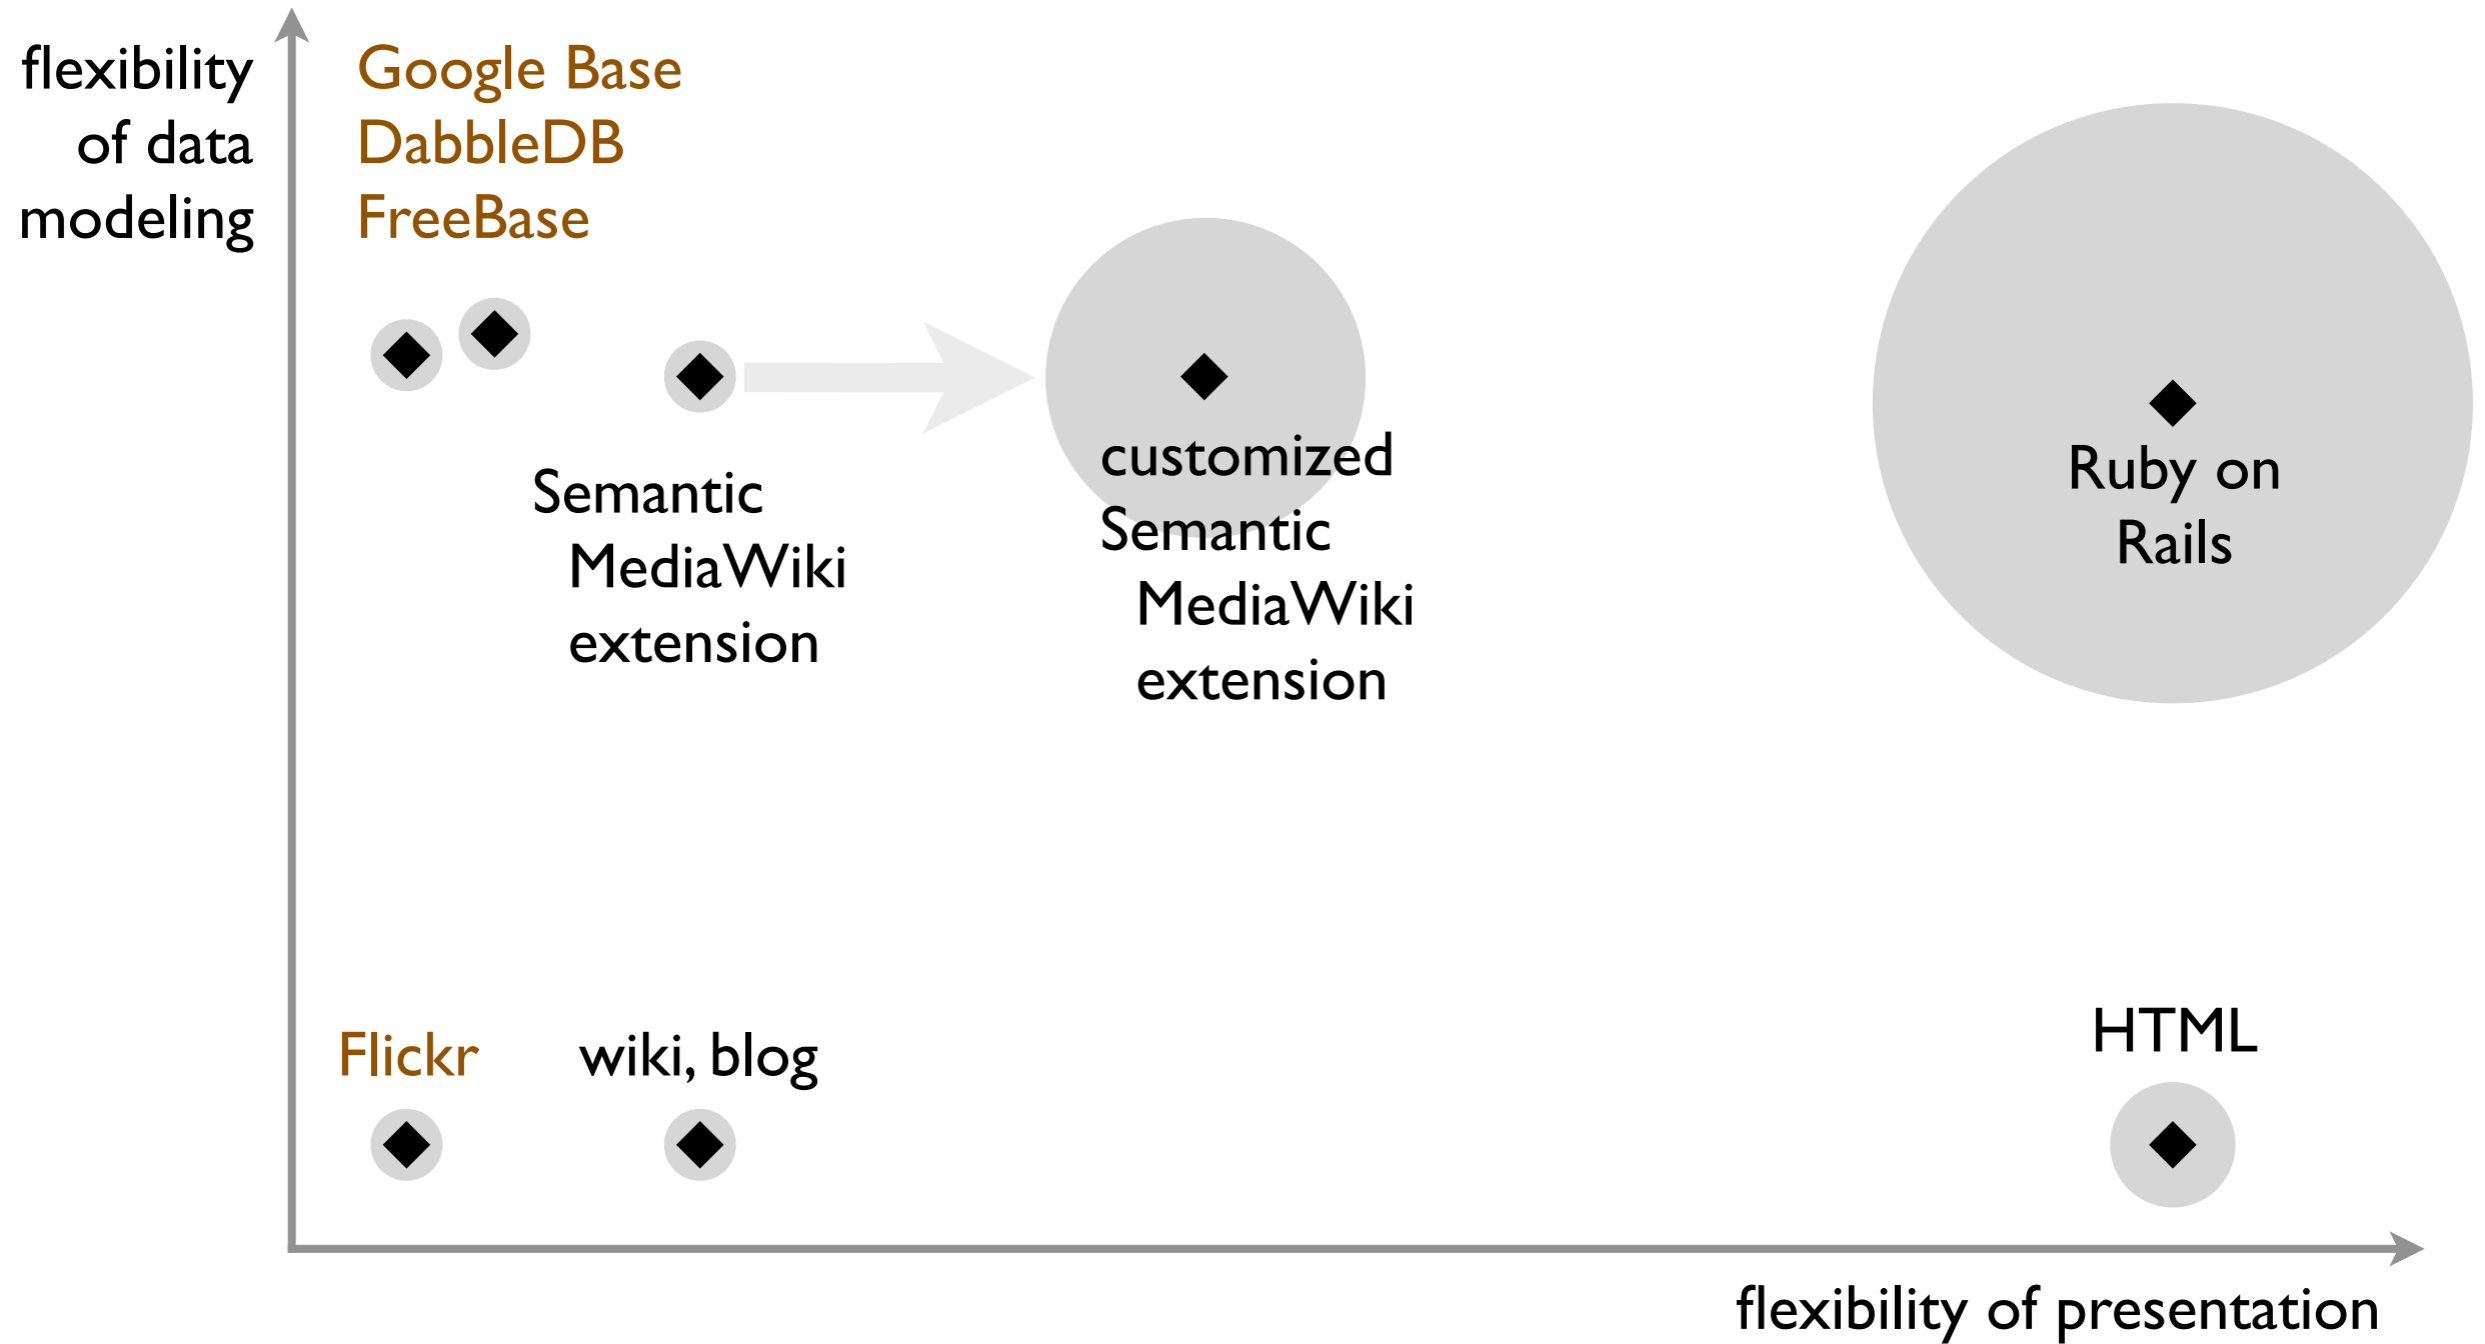 flexibility
of data
modeling
Google Base
DabbleDB
FreeBase
Semantic
MediaWiki
extension
customized
Semantic
MediaWiki
extension
Ruby on
Rails
Flickr
wiki, blog
HTML
flexibility of presentation